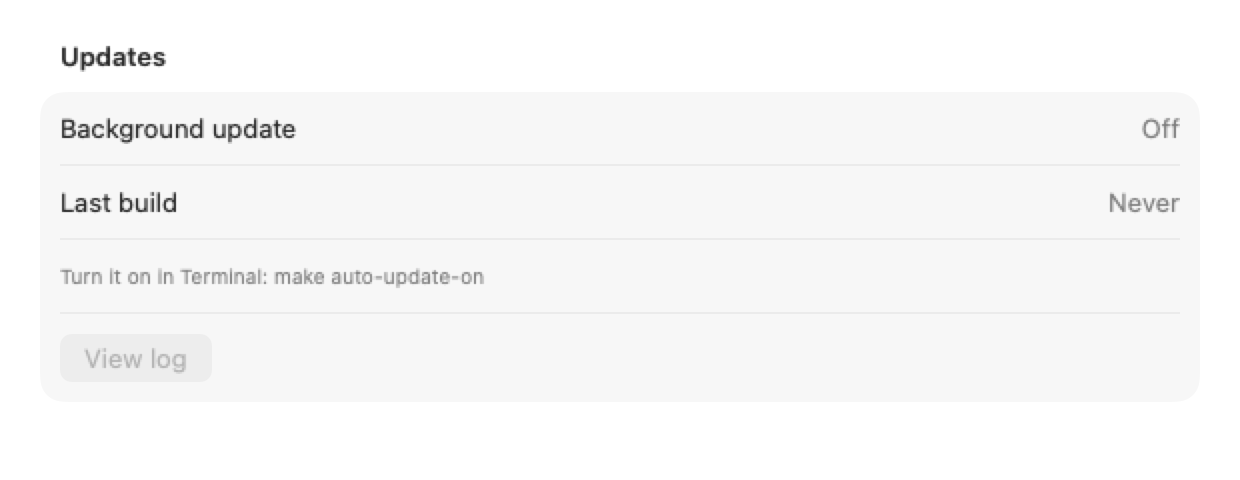 Updates
Background update Off
Last build Never
Turn it on in Terminal: make auto-update-on
View log